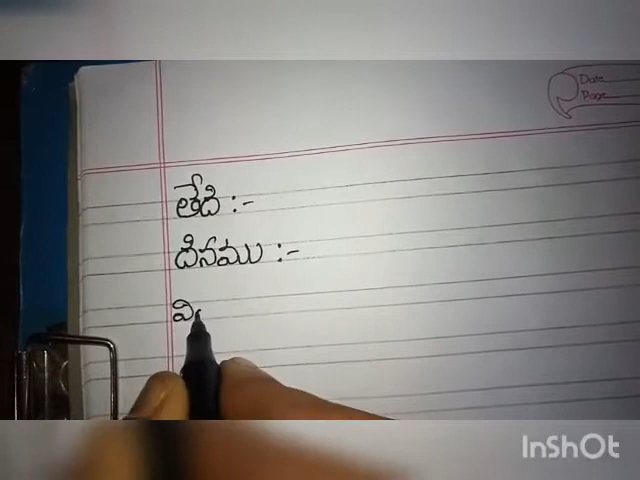 Date
Page
తేది :-
దినము :-
వి
InShOt